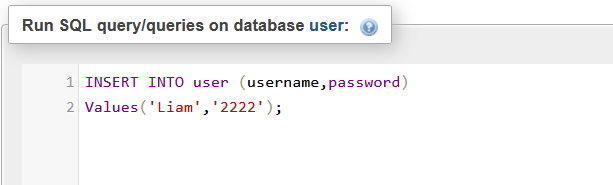 Run SQL query/queries on database user:
1 INSERT INTO user (username,password)
2 Values('Liam','2222');